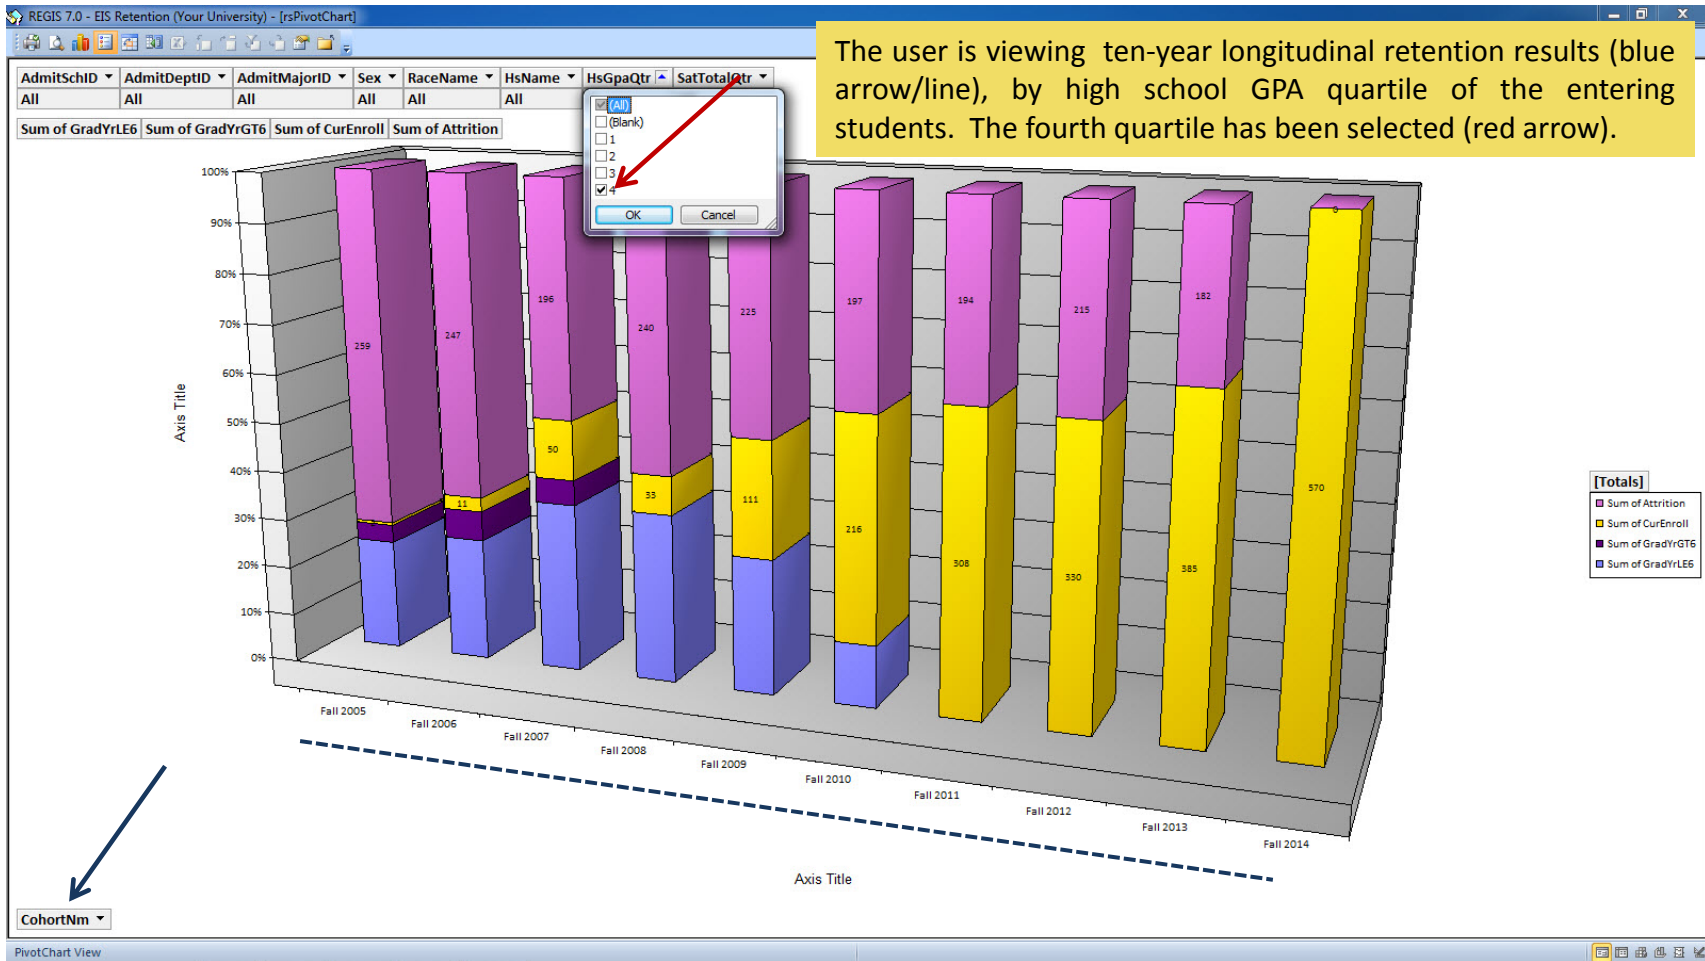 REGIS 7.0 - EIS Retention (Your University) - [rsPivotChart]
The user is viewing ten-year longitudinal retention results (blue
arrow/line), by high school GPA quartile of the entering
students. The fourth quartile has been selected (red arrow).
AdmitSchID AdmitDeptID AdmitMajorID Sex RaceName HsName HsGpaQtr SatTotalQtr
All All All All All All
(All)
(Blank)
1
2
3
4
OK Cancel
Sum of GradYrLE6 Sum of GradYrGT6 Sum of CurEnroll Sum of Attrition
100%
90%
80%
70%
60%
50%
40%
30%
20%
10%
0%
Axis Title
259
247
11
196
50
240
33
225
111
197
216
194
308
215
330
182
385
0
570
Fall 2005
Fall 2006
Fall 2007
Fall 2008
Fall 2009
Fall 2010
Fall 2011
Fall 2012
Fall 2013
Fall 2014
Axis Title
[Totals]
Sum of Attrition
Sum of CurEnroll
Sum of GradYrGT6
Sum of GradYrLE6
CohortNm
PivotChart View